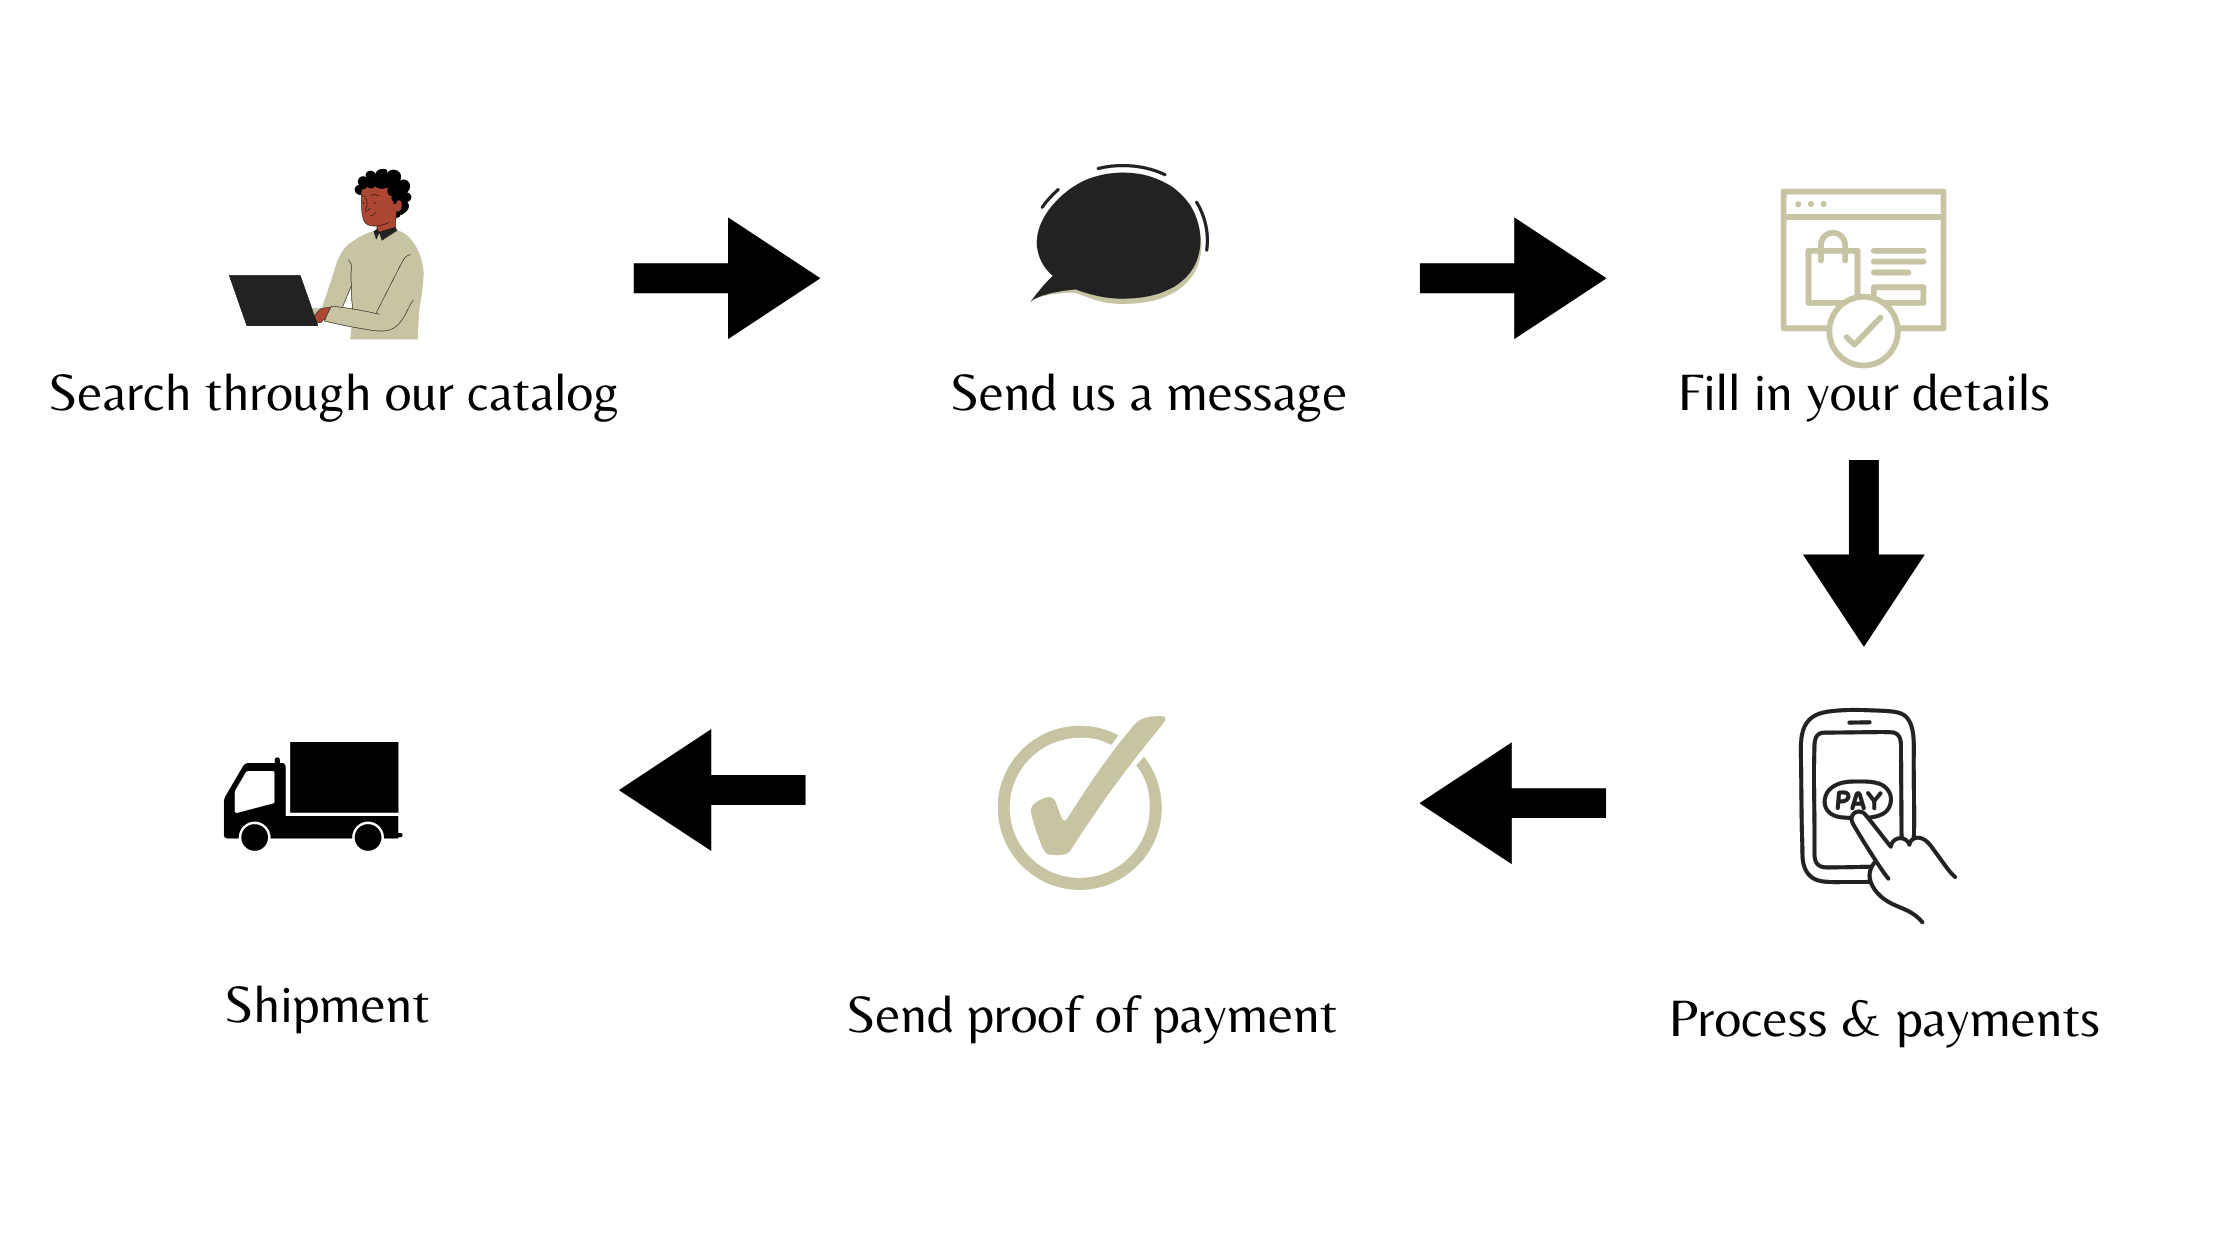 Search through our catalog
Send us a message
Fill in your details
PAY
Process & payments
Send proof of payment
Shipment